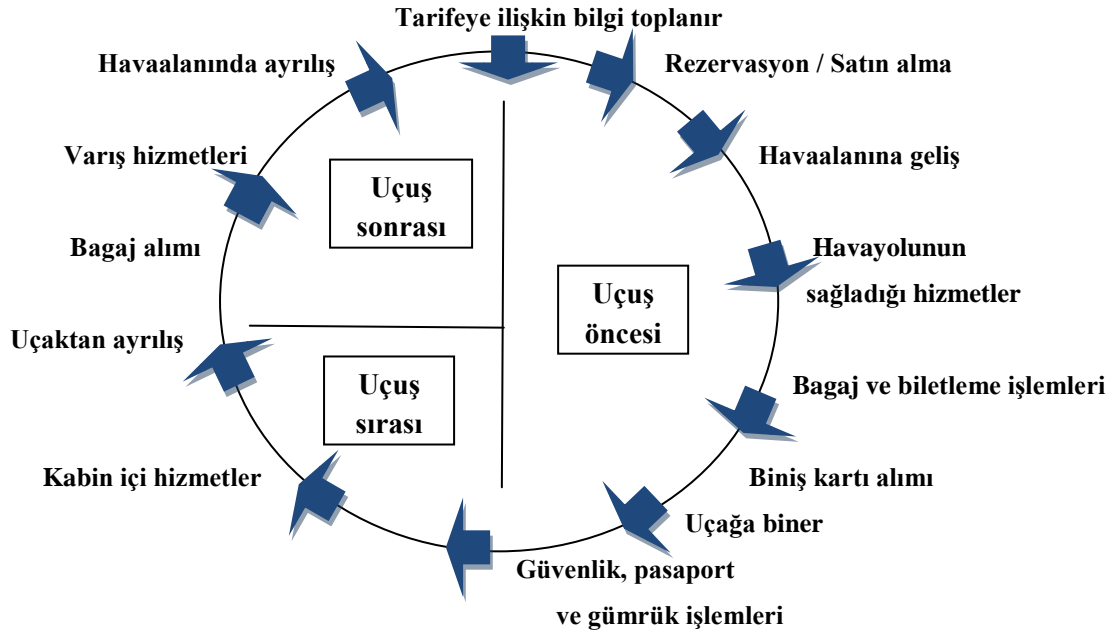 Tarifeye ilişkin bilgi toplanır
Rezervasyon / Satın alma
Havaalanına geliş
Havayolunun
sağladığı hizmetler
Bagaj ve biletleme işlemleri
Biniş kartı alımı
Uçağa biner
Güvenlik, pasaport
ve gümrük işlemleri
Kabin içi hizmetler
Uçaktan ayrılış
Bagaj alımı
Varış hizmetleri
Havaalanında ayrılış
Uçuş
sonrası
Uçuş
öncesi
Uçuş
sırası